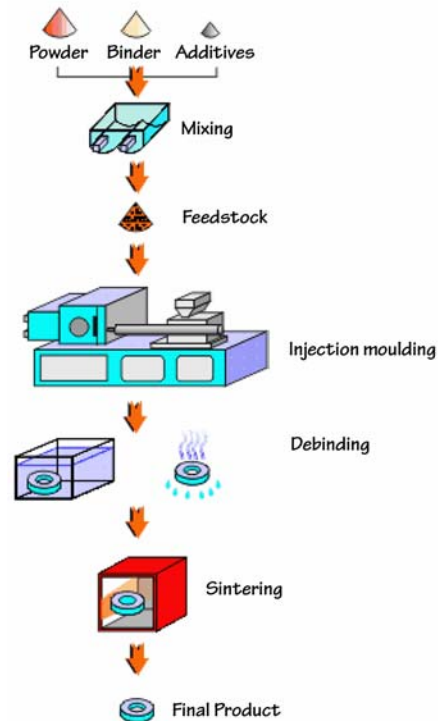 Powder Binder Additives
Mixing
Feedstock
Injection moulding
Debinding
Sintering
Final Product